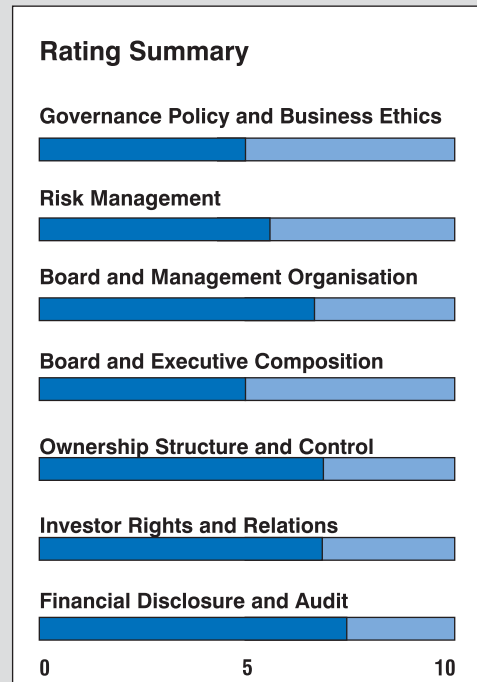 Rating Summary
Governance Policy and Business Ethics
Risk Management
Board and Management Organisation
Board and Executive Composition
Ownership Structure and Control
Investor Rights and Relations
Financial Disclosure and Audit
0 5 10